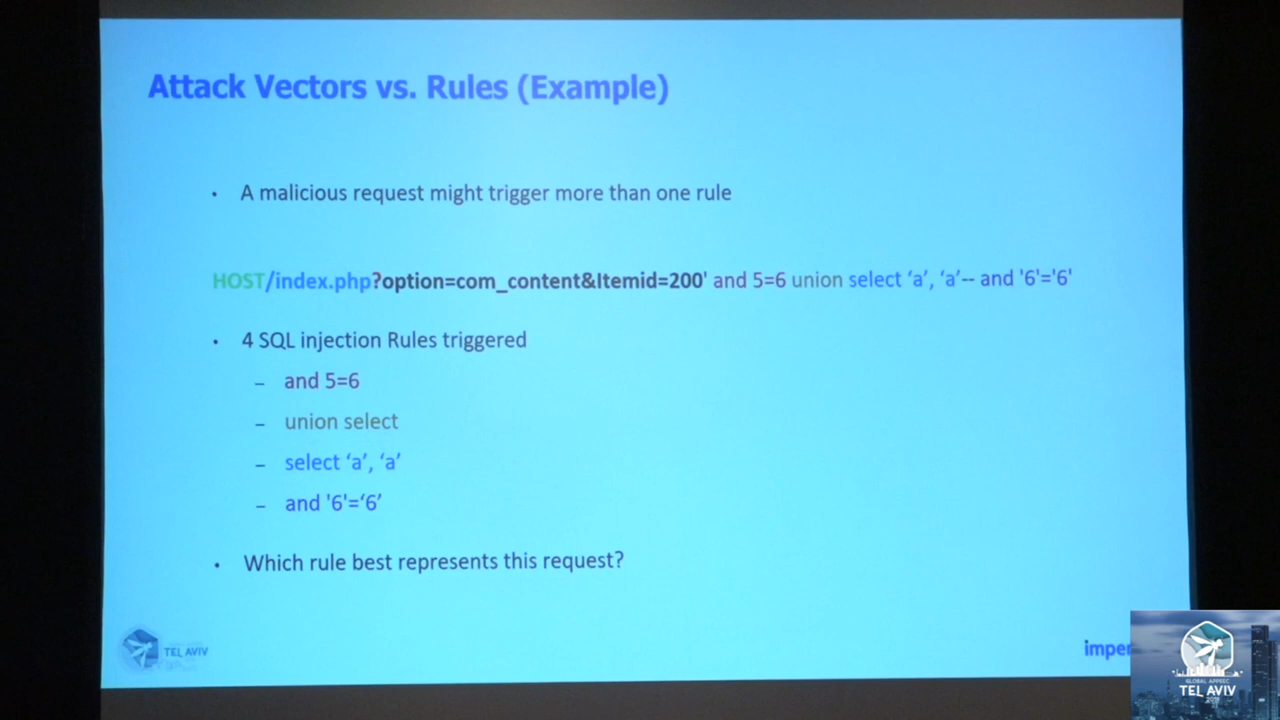 Attack Vectors vs. Rules (Example)
• A malicious request might trigger more than one rule
HOST/index.php?option=com_content&Itemid=200' and 5=6 union select ‘a’, ‘a’-- and '6'='6'
• 4 SQL injection Rules triggered
– and 5=6
– union select
– select ‘a’, ‘a’
– and '6'=‘6’
• Which rule best represents this request?
TEL AVIV
imper
GLOBAL APPSEC
TEL AVIV